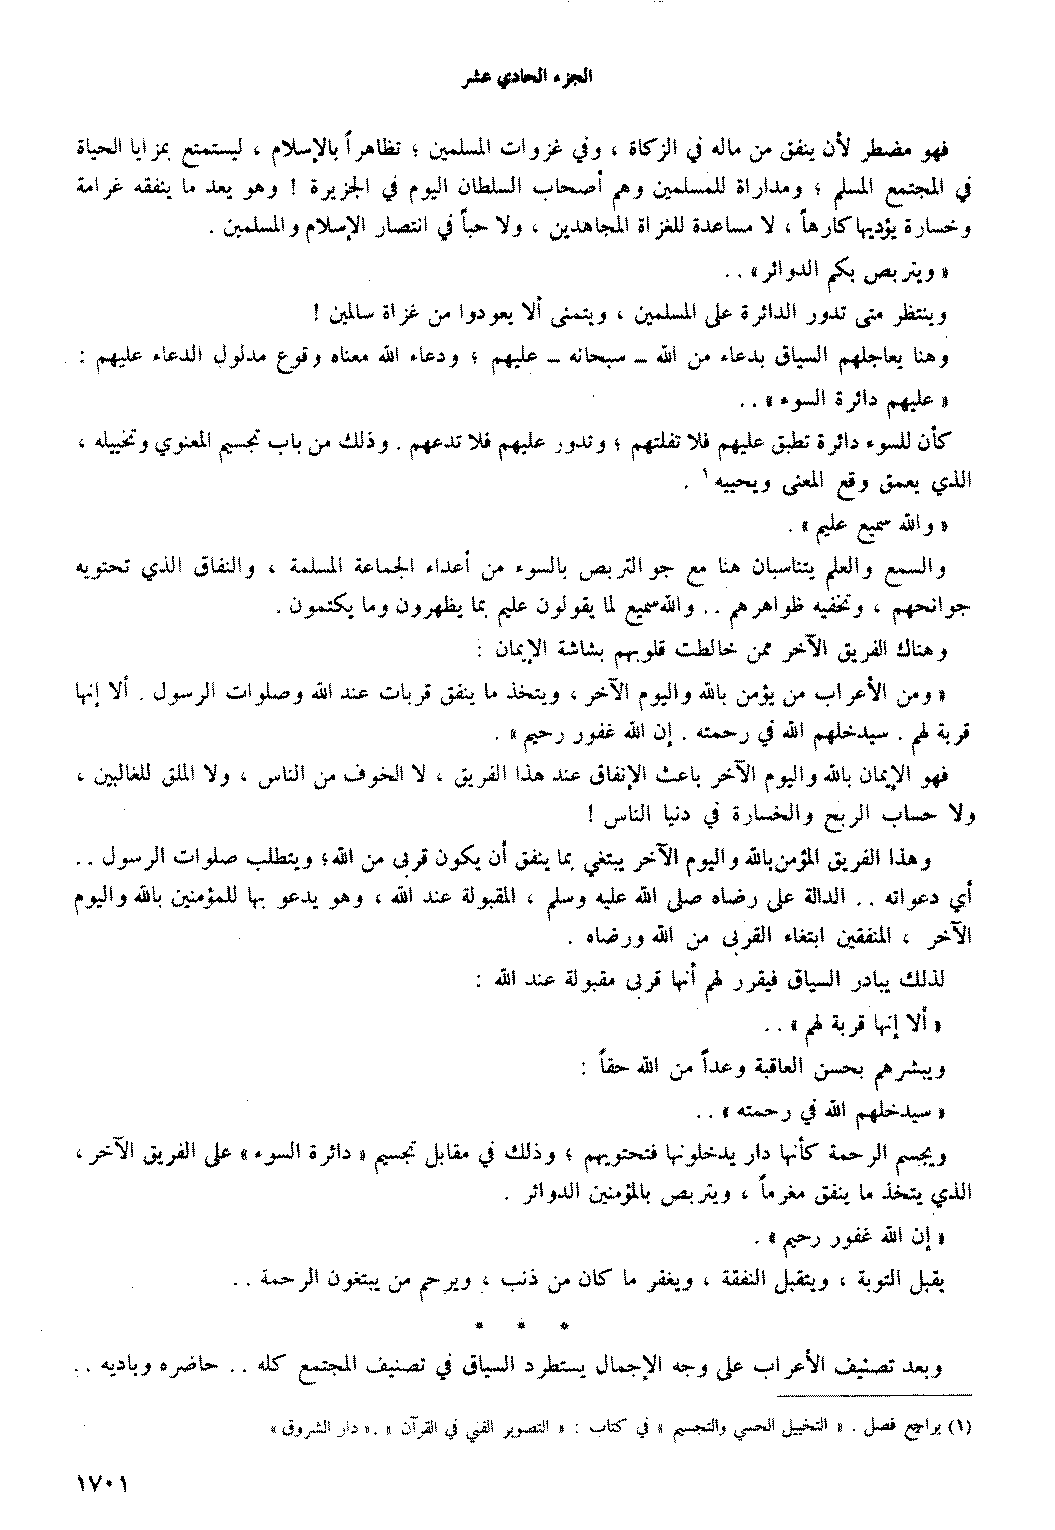 الجزء الحادي عشر
فهو مضطر لأن ينفق من ماله في الزكاة ، وفي غزوات المسلمين ؛ تظاهراً بالإسلام ، ليستمتع بمزايا الحياة
في المجتمع المسلم ؛ ومداراة للمسلمين وهم أصحاب السلطان اليوم في الجزيرة ! وهو يعد ما ينفقه غرامة
وخسارة يؤديها كارهاً ، لا مساعدة للغزاة المجاهدين ، ولا حباً في انتصار الإسلام والمسلمين .
« ويتربص بكم الدوائر» . .
وينتظر متى تدور الدائرة على المسلمين ، ويتمنى ألا يعودوا من غزاة سالمين !
وهنا يعاجلهم السياق بدعاء من الله – سبحانه – عليهم ؛ ودعاء الله معناه وقوع مدلول الدعاء عليهم :
« عليهم دائرة السوء » . .
كأن للسوء دائرة تطبق عليهم فلا تفلتهم ؛ وتدور عليهم فلا تدعهم . وذلك من باب تجسيم المعنوي وتخييله ،
الذي يعمق وقع المعنى ويحييه ١ .
« والله سميع عليم » .
والسمع والعلم يتناسبان هنا مع جو التربص بالسوء من أعداء الجماعة المسلمة ، والنفاق الذي تحتويه
جوانحهم ، وتخفيه ظواهرهم . . والله سميع لما يقولون عليم بما يظهرون وما يكتمون .
وهناك الفريق الآخر ممن خالطت قلوبهم بشاشة الإيمان :
« ومن الأعراب من يؤمن بالله واليوم الآخر ، ويتخذ ما ينفق قربات عند الله وصلوات الرسول . ألا إنها
قربة لهم . سيدخلهم الله في رحمته . إن الله غفور رحيم » .
فهو الإيمان بالله واليوم الآخر باعث الإنفاق عند هذا الفريق ، لا الخوف من الناس ، ولا الملق للغالبين ،
ولا حساب الربح والخسارة في دنيا الناس !
وهذا الفريق المؤمن بالله واليوم الآخر يبتغي بما ينفق أن يكون قربى من الله؛ ويتطلب صلوات الرسول . .
أي دعواته . . الدالة على رضاه صلى الله عليه وسلم ، المقبولة عند الله ، وهو يدعو بها للمؤمنين بالله واليوم
الآخر ، المنفقين ابتغاء القربى من الله ورضاه .
لذلك يبادر السياق فيقرر لهم أنها قربى مقبولة عند الله :
« ألا إنها قربة لهم » . .
ويبشرهم بحسن العاقبة وعداً من الله حقاً :
« سيدخلهم الله في رحمته » . .
ويجسم الرحمة كأنها دار يدخلونها فتحتويهم ؛ وذلك في مقابل تجسيم « دائرة السوء » على الفريق الآخر ،
الذي يتخذ ما ينفق مغرماً ، ويتربص بالمؤمنين الدوائر .
« إن الله غفور رحيم » .
يقبل التوبة ، ويتقبل النفقة ، ويغفر ما كان من ذنب ، ويرحم من يبتغون الرحمة . .
* * *
وبعد تصنيف الأعراب على وجه الإجمال يستطرد السياق في تصنيف المجتمع كله . . حاضره وباديه . .
(١) يراجع فصل . « التخييل الحسي والتجسيم » في كتاب : « التصوير الفني في القرآن » . « دار الشروق»
١٧٠١